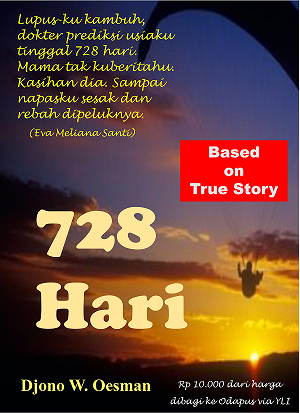 Lupus-ku kambuh,
dokter prediksi usiaku
tinggal 728 hari.
Mama tak kuberitahu.
Kasihan dia. Sampai
napasku sesak dan
rebah dipeluknya.
(Eva Meliana Santi)
Based
on
True Story
728
Hari
Djono W. Oesman
Rp 10.000 dari harga
dibagi ke Odapus via YLI